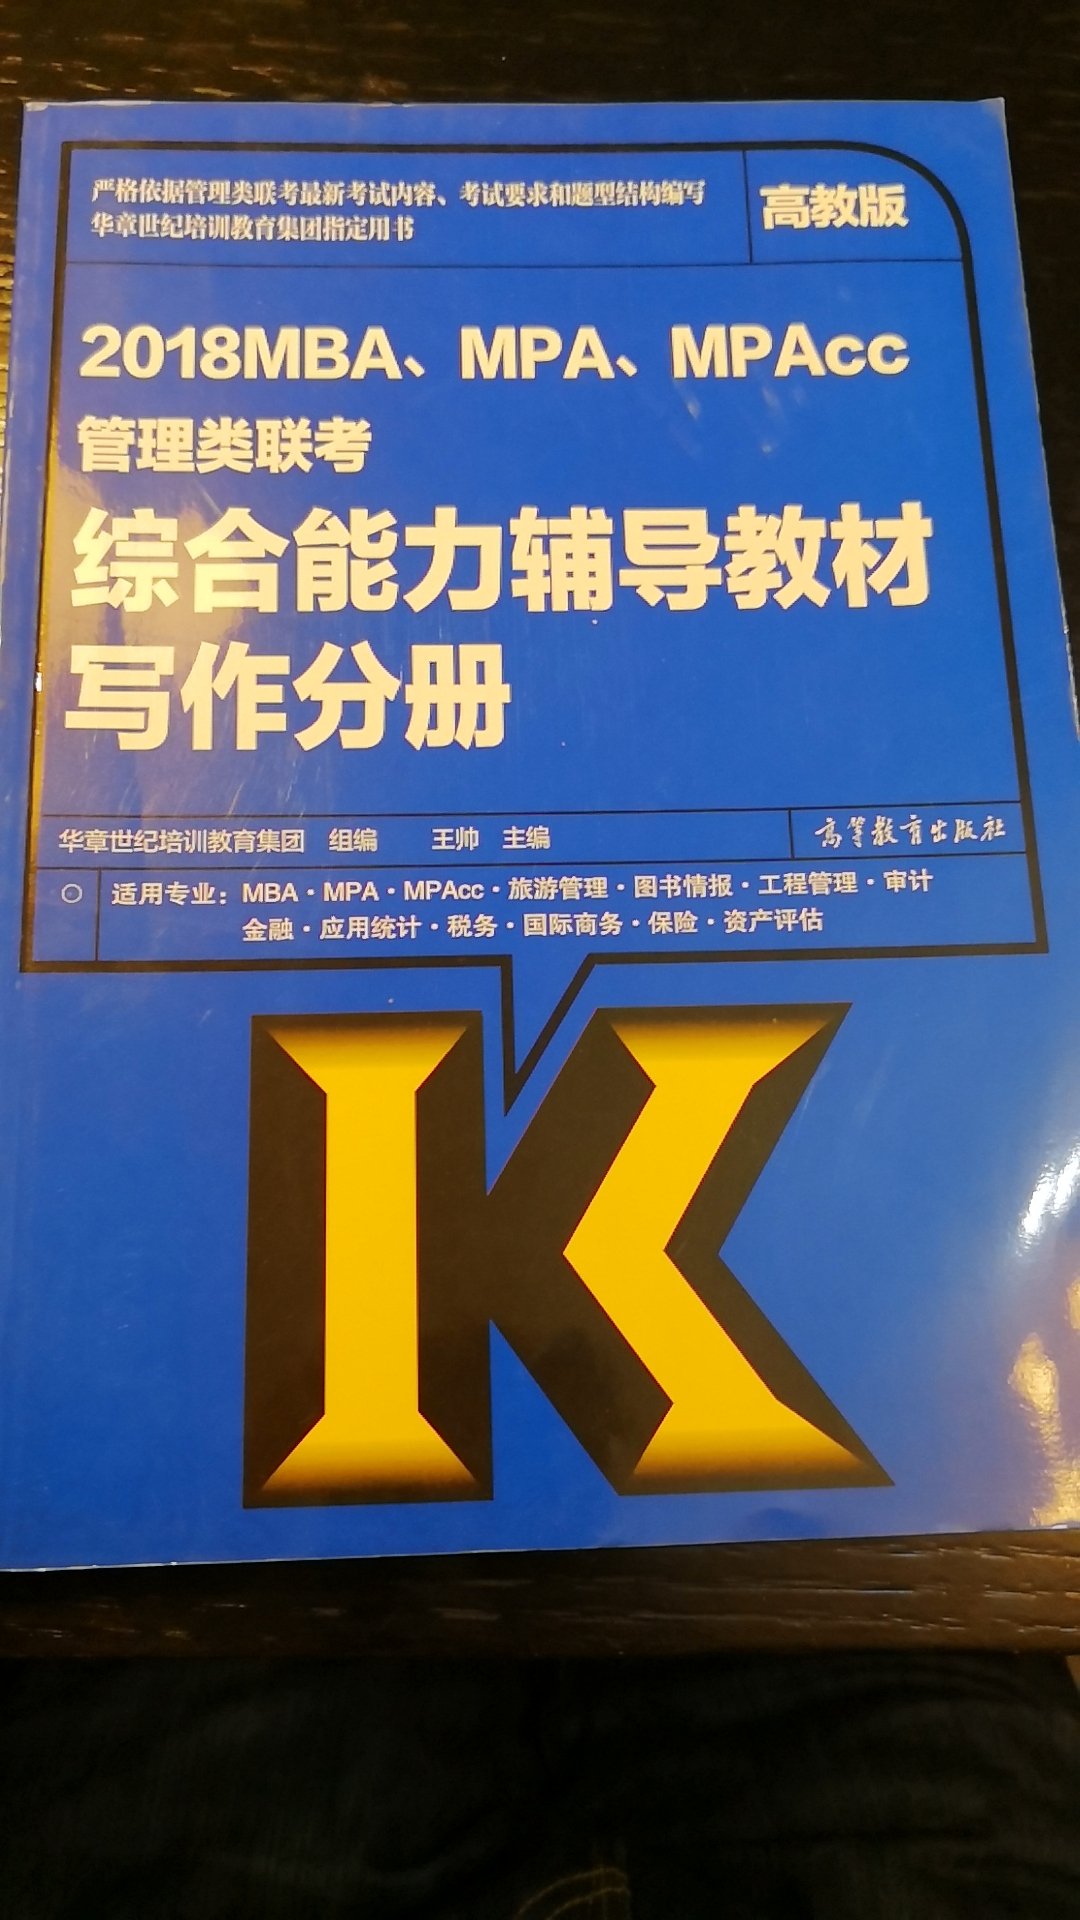 严格依据管理类联考最新考试内容、考试要求和题型结构编写
华章世纪培训教育集团指定用书
高教版
2018MBA、MPA、MPAcc
管理类联考
综合能力辅导教材
写作分册
华章世纪培训教育集团 组编 王帅 主编
高等教育出版社
适用专业：MBA·MPA·MPAcc·旅游管理·图书情报·工程管理·审计
金融·应用统计·税务·国际商务·保险·资产评估
K